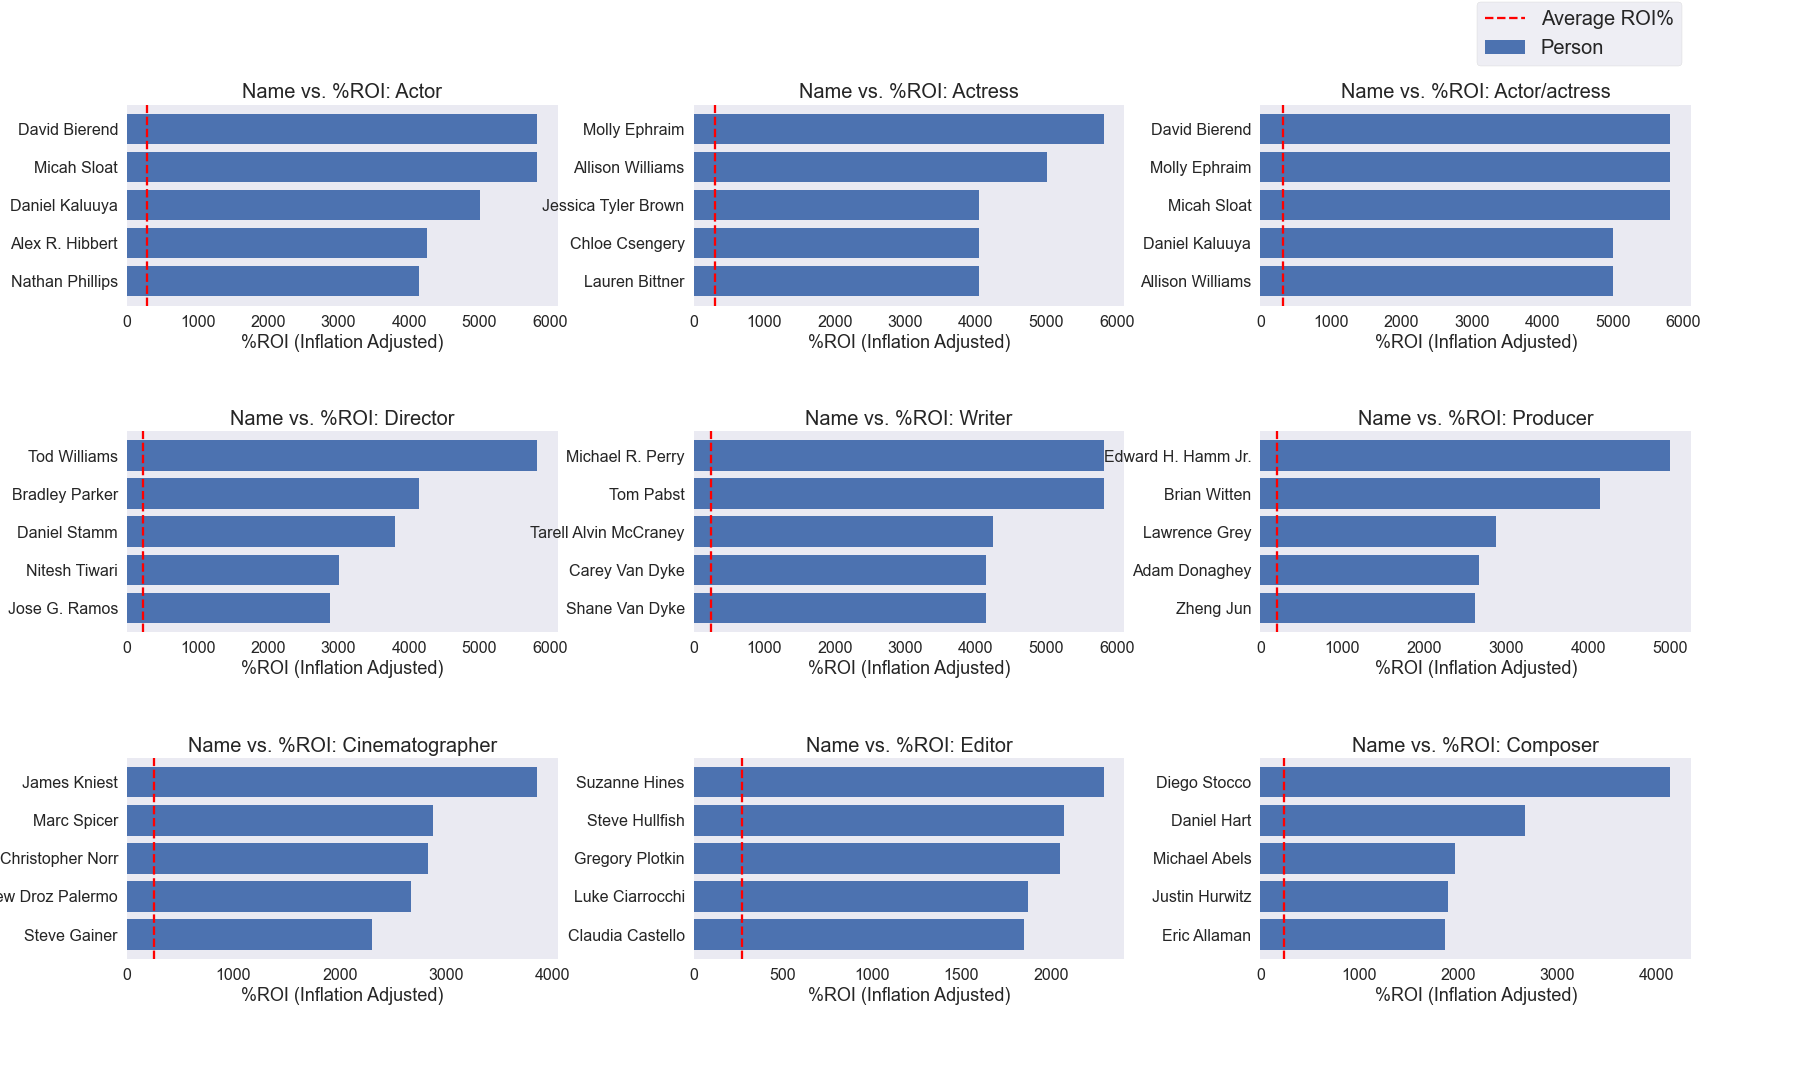 Average ROI%
Person
Name vs. %ROI: Actor
David Bierend
Micah Sloat
Daniel Kaluuya
Alex R. Hibbert
Nathan Phillips
0 1000 2000 3000 4000 5000 6000
%ROI (Inflation Adjusted)
Name vs. %ROI: Actress
Molly Ephraim
Allison Williams
Jessica Tyler Brown
Chloe Csengery
Lauren Bittner
0 1000 2000 3000 4000 5000 6000
%ROI (Inflation Adjusted)
Name vs. %ROI: Actor/actress
David Bierend
Molly Ephraim
Micah Sloat
Daniel Kaluuya
Allison Williams
0 1000 2000 3000 4000 5000 6000
%ROI (Inflation Adjusted)
Name vs. %ROI: Director
Tod Williams
Bradley Parker
Daniel Stamm
Nitesh Tiwari
Jose G. Ramos
0 1000 2000 3000 4000 5000 6000
%ROI (Inflation Adjusted)
Name vs. %ROI: Writer
Michael R. Perry
Tom Pabst
Tarell Alvin McCraney
Carey Van Dyke
Shane Van Dyke
0 1000 2000 3000 4000 5000 6000
%ROI (Inflation Adjusted)
Name vs. %ROI: Producer
Edward H. Hamm Jr.
Brian Witten
Lawrence Grey
Adam Donaghey
Zheng Jun
0 1000 2000 3000 4000 5000
%ROI (Inflation Adjusted)
Name vs. %ROI: Cinematographer
James Kniest
Marc Spicer
Christopher Norr
Droz Palermo
Steve Gainer
0 1000 2000 3000 4000
%ROI (Inflation Adjusted)
Name vs. %ROI: Editor
Suzanne Hines
Steve Hullfish
Gregory Plotkin
Luke Ciarrocchi
Claudia Castello
0 500 1000 1500 2000
%ROI (Inflation Adjusted)
Name vs. %ROI: Composer
Diego Stocco
Daniel Hart
Michael Abels
Justin Hurwitz
Eric Allaman
0 1000 2000 3000 4000
%ROI (Inflation Adjusted)